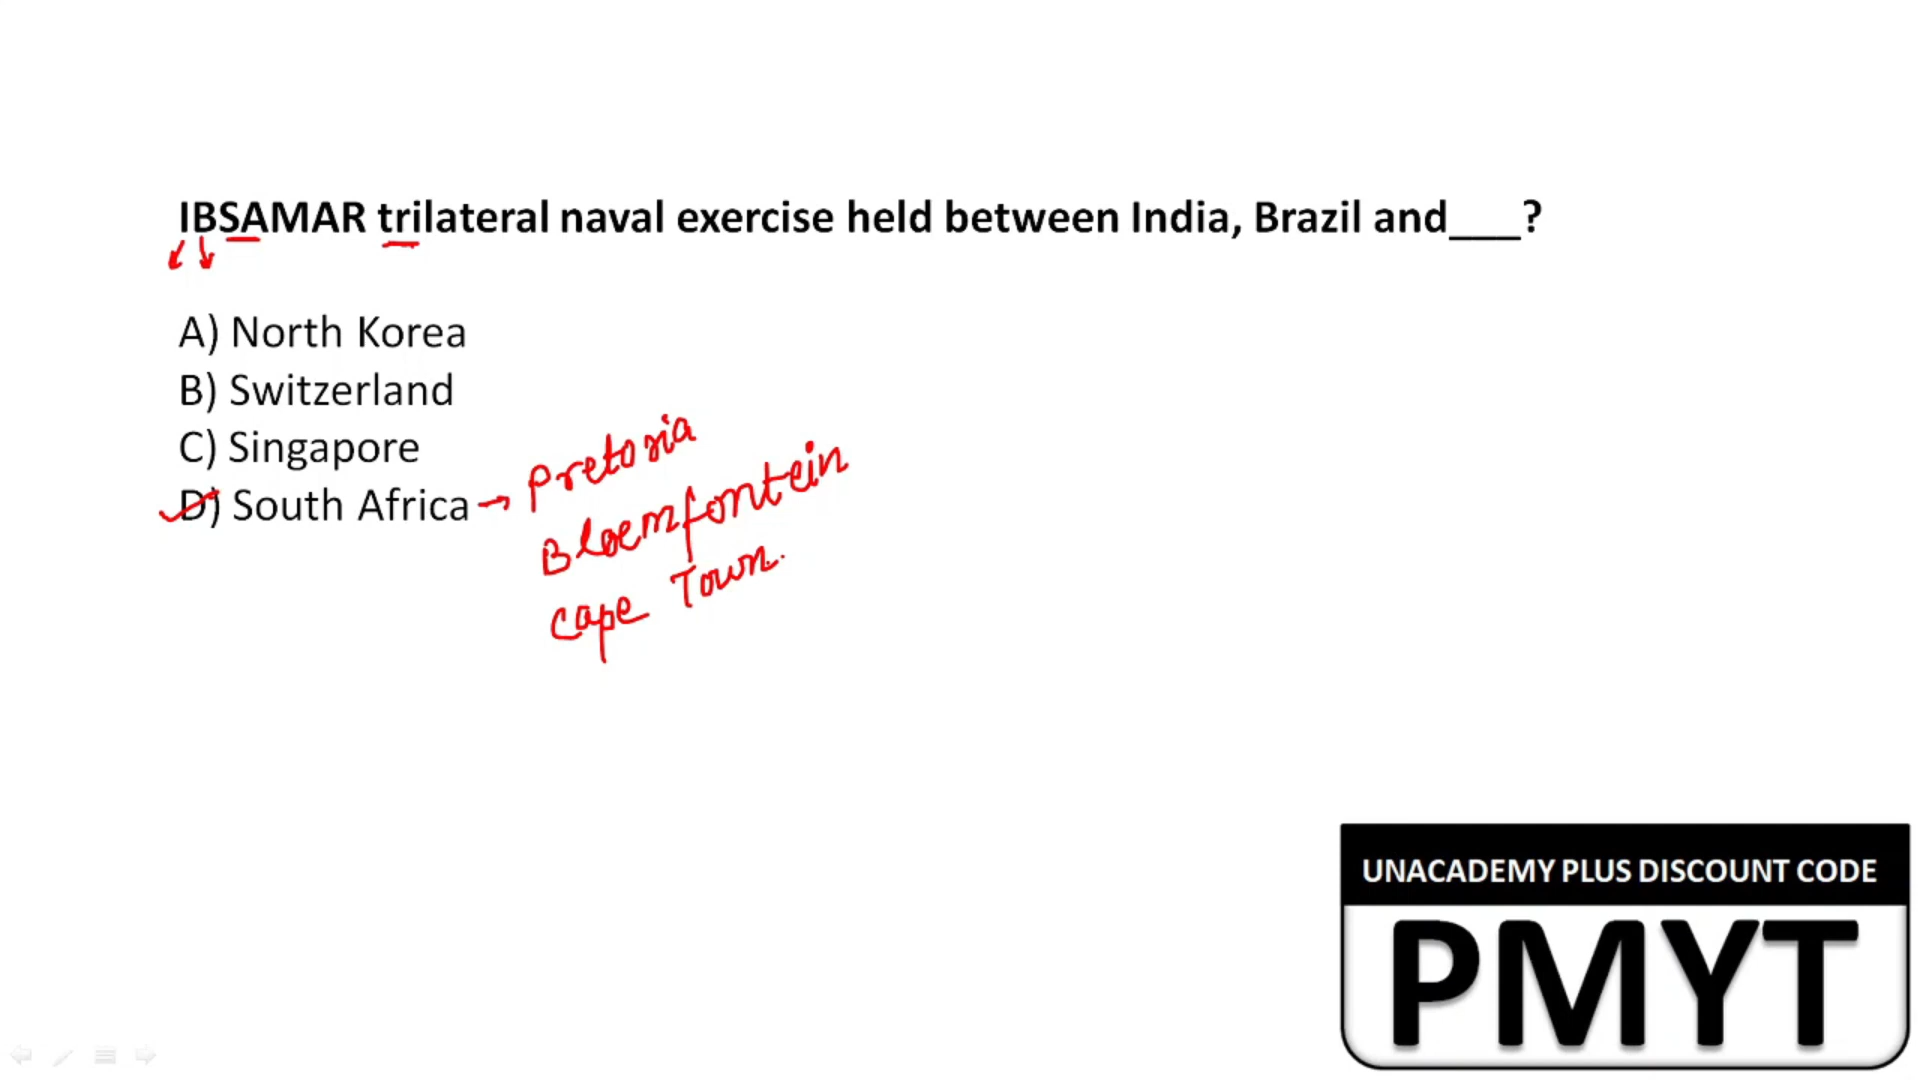 IBSAMAR trilateral naval exercise held between India, Brazil and___?
A) North Korea
B) Switzerland
C) Singapore
D) South Africa → Pretoria
Bloemfontein
Cape Town.
UNACADEMY PLUS DISCOUNT CODE
PMYT